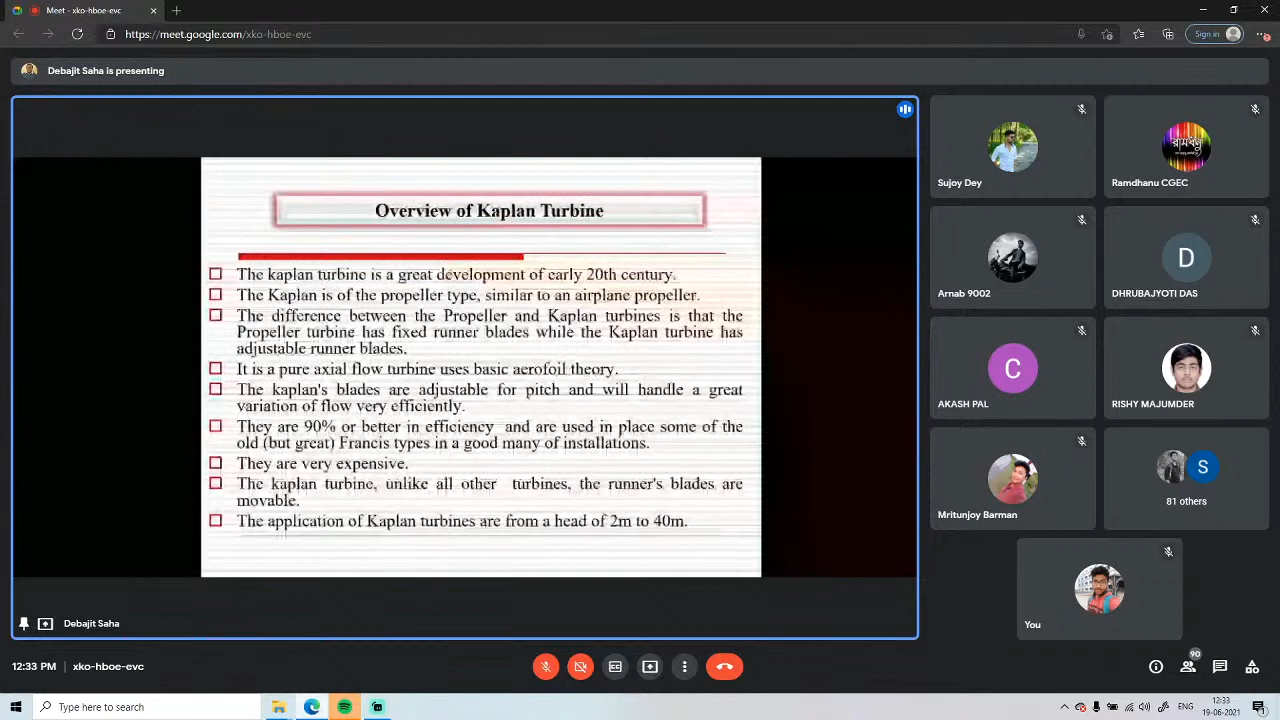 Meet - xko-hboe-evc
https://meet.google.com/xko-hboe-evc
Sign in
Debajit Saha is presenting
Overview of Kaplan Turbine
The kaplan turbine is a great development of early 20th century.
The Kaplan is of the propeller type, similar to an airplane propeller.
The difference between the Propeller and Kaplan turbines is that the
Propeller turbine has fixed runner blades while the Kaplan turbine has
adjustable runner blades.
It is a pure axial flow turbine uses basic aerofoil theory.
The kaplan's blades are adjustable for pitch and will handle a great
variation of flow very efficiently.
They are 90% or better in efficiency and are used in place some of the
old (but great) Francis types in a good many of installations.
They are very expensive.
The kaplan turbine, unlike all other turbines, the runner's blades are
movable.
The application of Kaplan turbines are from a head of 2m to 40m.
Debajit Saha
Sujoy Dey
Ramdhanu CGEC
Arnab 9002
D
DHRUBAJYOTI DAS
C
AKASH PAL
RISHY MAJUMDER
Mritunjoy Barman
S
81 others
You
12:33 PM | xko-hboe-evc
90
Type here to search
ENG
12:33
19-06-2021